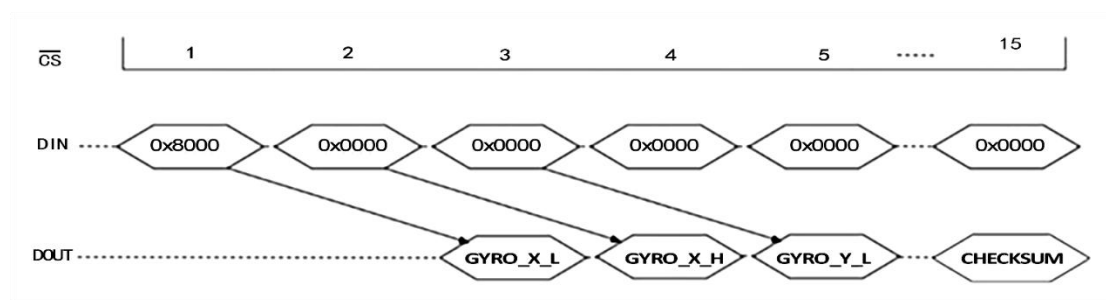 CS 1 2 3 4 5 ...... 15
DIN 0x8000 0x0000 0x0000 0x0000 0x0000 0x0000
DOUT GYRO_X_L GYRO_X_H GYRO_Y_L CHECKSUM